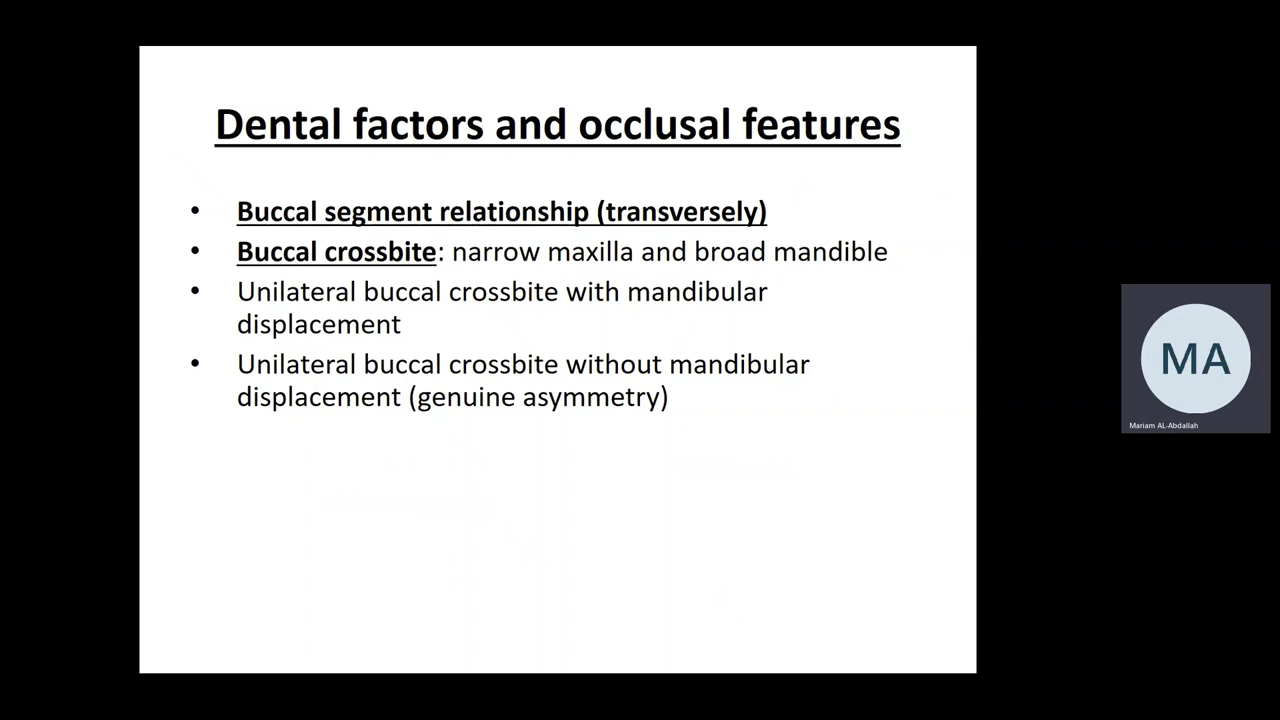 Dental factors and occlusal features
• Buccal segment relationship (transversely)
• Buccal crossbite: narrow maxilla and broad mandible
• Unilateral buccal crossbite with mandibular
displacement
• Unilateral buccal crossbite without mandibular
displacement (genuine asymmetry)
MA
Mariam AL-Abdallah